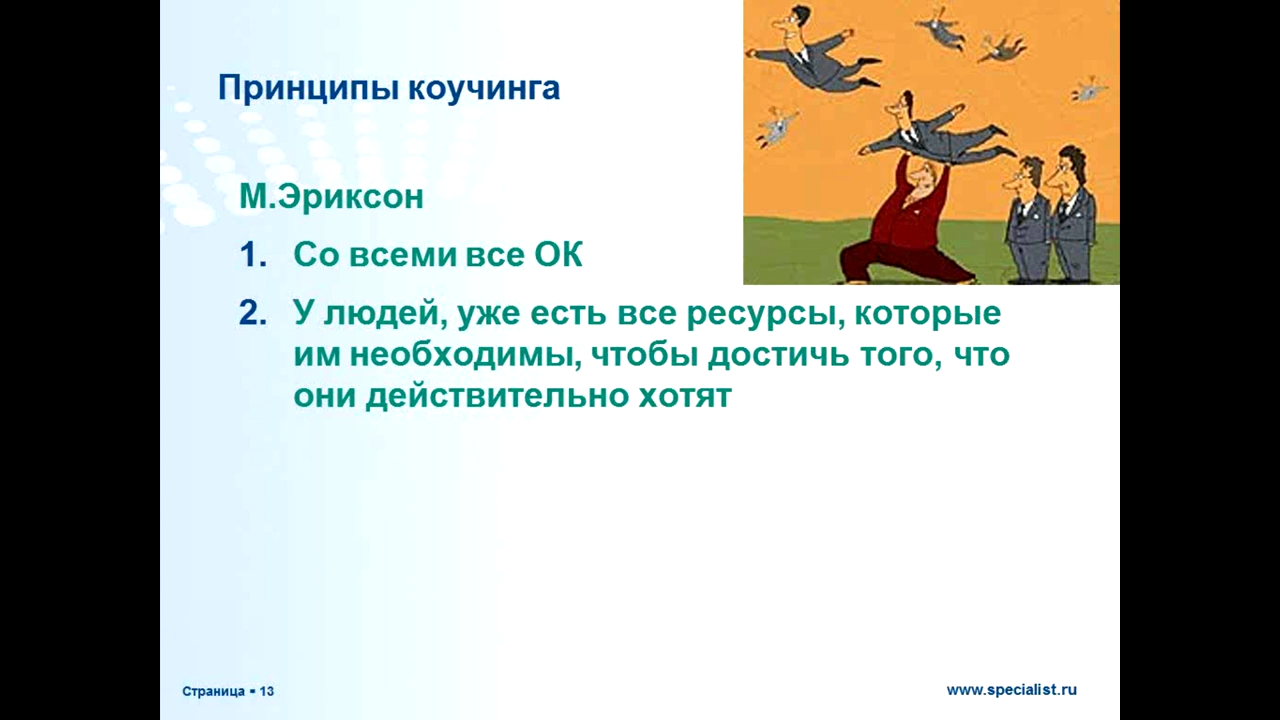 Принципы коучинга
М.Эриксон
1. Со всеми все ОК
2. У людей, уже есть все ресурсы, которые
им необходимы, чтобы достичь того, что
они действительно хотят
Страница ▪ 13
www.specialist.ru